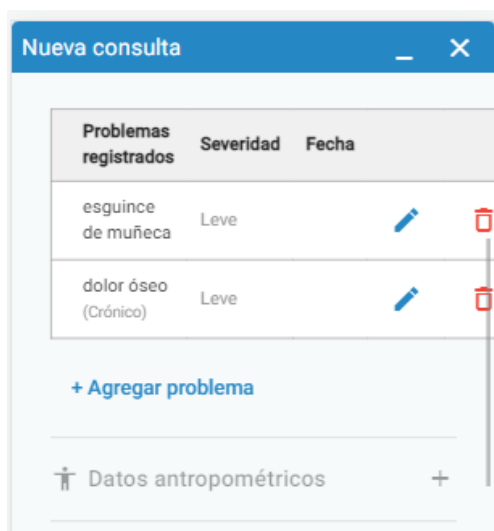 Nueva consulta
Problemas
registrados
Severidad
Fecha
esguince
de muñeca
Leve
dolor óseo
(Crónico)
Leve
+ Agregar problema
Datos antropométricos +